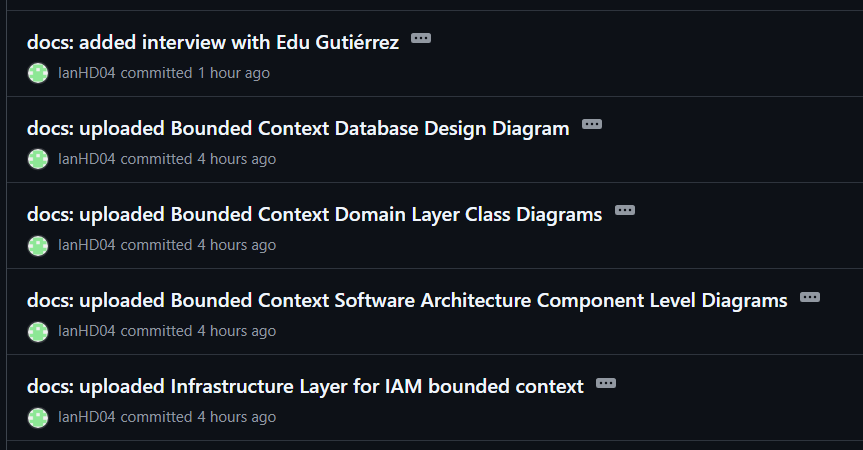 docs: added interview with Edu Gutiérrez
IanHD04 committed 1 hour ago
docs: uploaded Bounded Context Database Design Diagram
IanHD04 committed 4 hours ago
docs: uploaded Bounded Context Domain Layer Class Diagrams
IanHD04 committed 4 hours ago
docs: uploaded Bounded Context Software Architecture Component Level Diagrams
IanHD04 committed 4 hours ago
docs: uploaded Infrastructure Layer for IAM bounded context
IanHD04 committed 4 hours ago